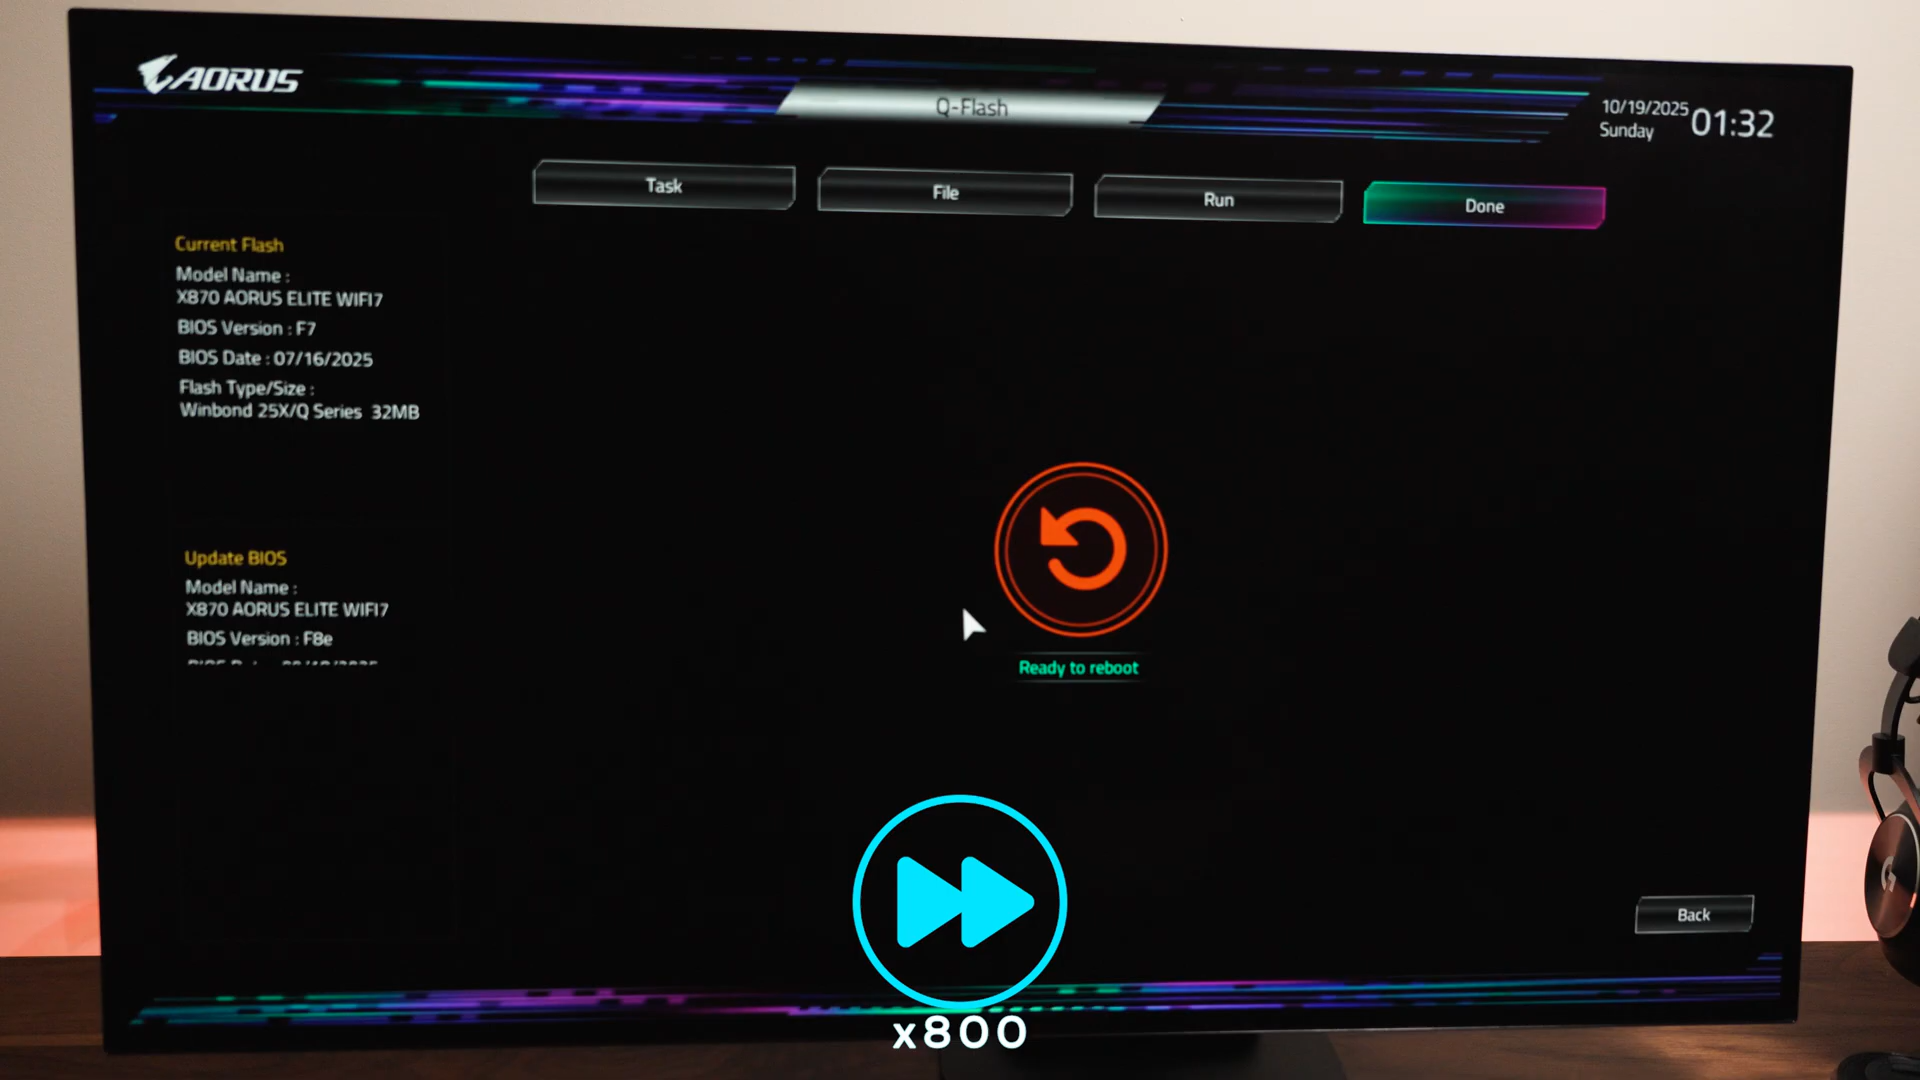 AORUS
Q-Flash
10/19/2025
Sunday
01:32
Task
File
Run
Done
Current Flash
Model Name :
X870 AORUS ELITE WIFI7
BIOS Version : F7
BIOS Date : 07/16/2025
Flash Type/Size :
Winbond 25X/Q Series 32MB
Update BIOS
Model Name :
X870 AORUS ELITE WIFI7
BIOS Version : F8e
Ready to reboot
Back
x800